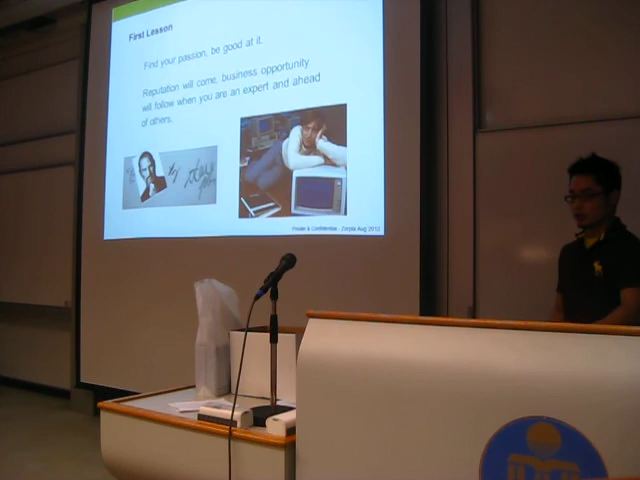 First Lesson
Find your passion, be good at it.
Reputation will come, business opportunity
will follow when you are an expert and ahead
of others.
Private & Confidential - Zorpia Aug 2010